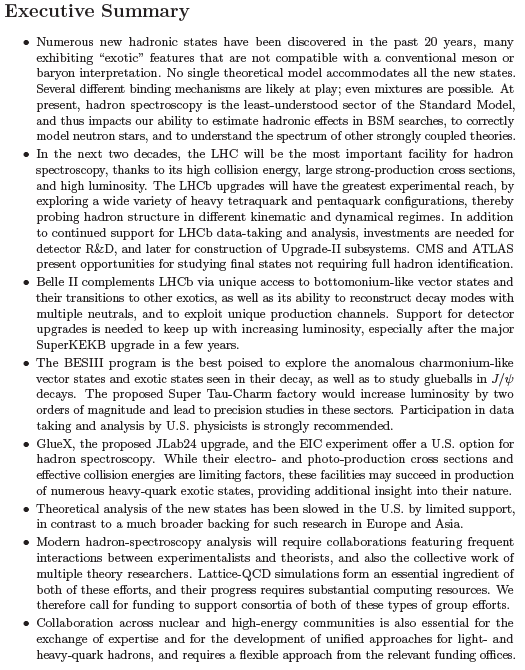 Executive Summary
• Numerous new hadronic states have been discovered in the past 20 years, many
exhibiting “exotic” features that are not compatible with a conventional meson or
baryon interpretation. No single theoretical model accommodates all the new states.
Several different binding mechanisms are likely at play; even mixtures are possible. At
present, hadron spectroscopy is the least-understood sector of the Standard Model,
and thus impacts our ability to estimate hadronic effects in BSM searches, to correctly
model neutron stars, and to understand the spectrum of other strongly coupled theories.
• In the next two decades, the LHC will be the most important facility for hadron
spectroscopy, thanks to its high collision energy, large strong-production cross sections,
and high luminosity. The LHCb upgrades will have the greatest experimental reach, by
exploring a wide variety of heavy tetraquark and pentaquark configurations, thereby
probing hadron structure in different kinematic and dynamical regimes. In addition
to continued support for LHCb data-taking and analysis, investments are needed for
detector R&D, and later for construction of Upgrade-II subsystems. CMS and ATLAS
present opportunities for studying final states not requiring full hadron identification.
• Belle II complements LHCb via unique access to bottomonium-like vector states and
their transitions to other exotics, as well as its ability to reconstruct decay modes with
multiple neutrals, and to exploit unique production channels. Support for detector
upgrades is needed to keep up with increasing luminosity, especially after the major
SuperKEKB upgrade in a few years.
• The BESIII program is the best poised to explore the anomalous charmonium-like
vector states and exotic states seen in their decay, as well as to study glueballs in J/ψ
decays. The proposed Super Tau-Charm factory would increase luminosity by two
orders of magnitude and lead to precision studies in these sectors. Participation in data
taking and analysis by U.S. physicists is strongly recommended.
• GlueX, the proposed JLab24 upgrade, and the EIC experiment offer a U.S. option for
hadron spectroscopy. While their electro- and photo-production cross sections and
effective collision energies are limiting factors, these facilities may succeed in production
of numerous heavy-quark exotic states, providing additional insight into their nature.
• Theoretical analysis of the new states has been slowed in the U.S. by limited support,
in contrast to a much broader backing for such research in Europe and Asia.
• Modern hadron-spectroscopy analysis will require collaborations featuring frequent
interactions between experimentalists and theorists, and also the collective work of
multiple theory researchers. Lattice-QCD simulations form an essential ingredient of
both of these efforts, and their progress requires substantial computing resources. We
therefore call for funding to support consortia of both of these types of group efforts.
• Collaboration across nuclear and high-energy communities is also essential for the
exchange of expertise and for the development of unified approaches for light- and
heavy-quark hadrons, and requires a flexible approach from the relevant funding offices.